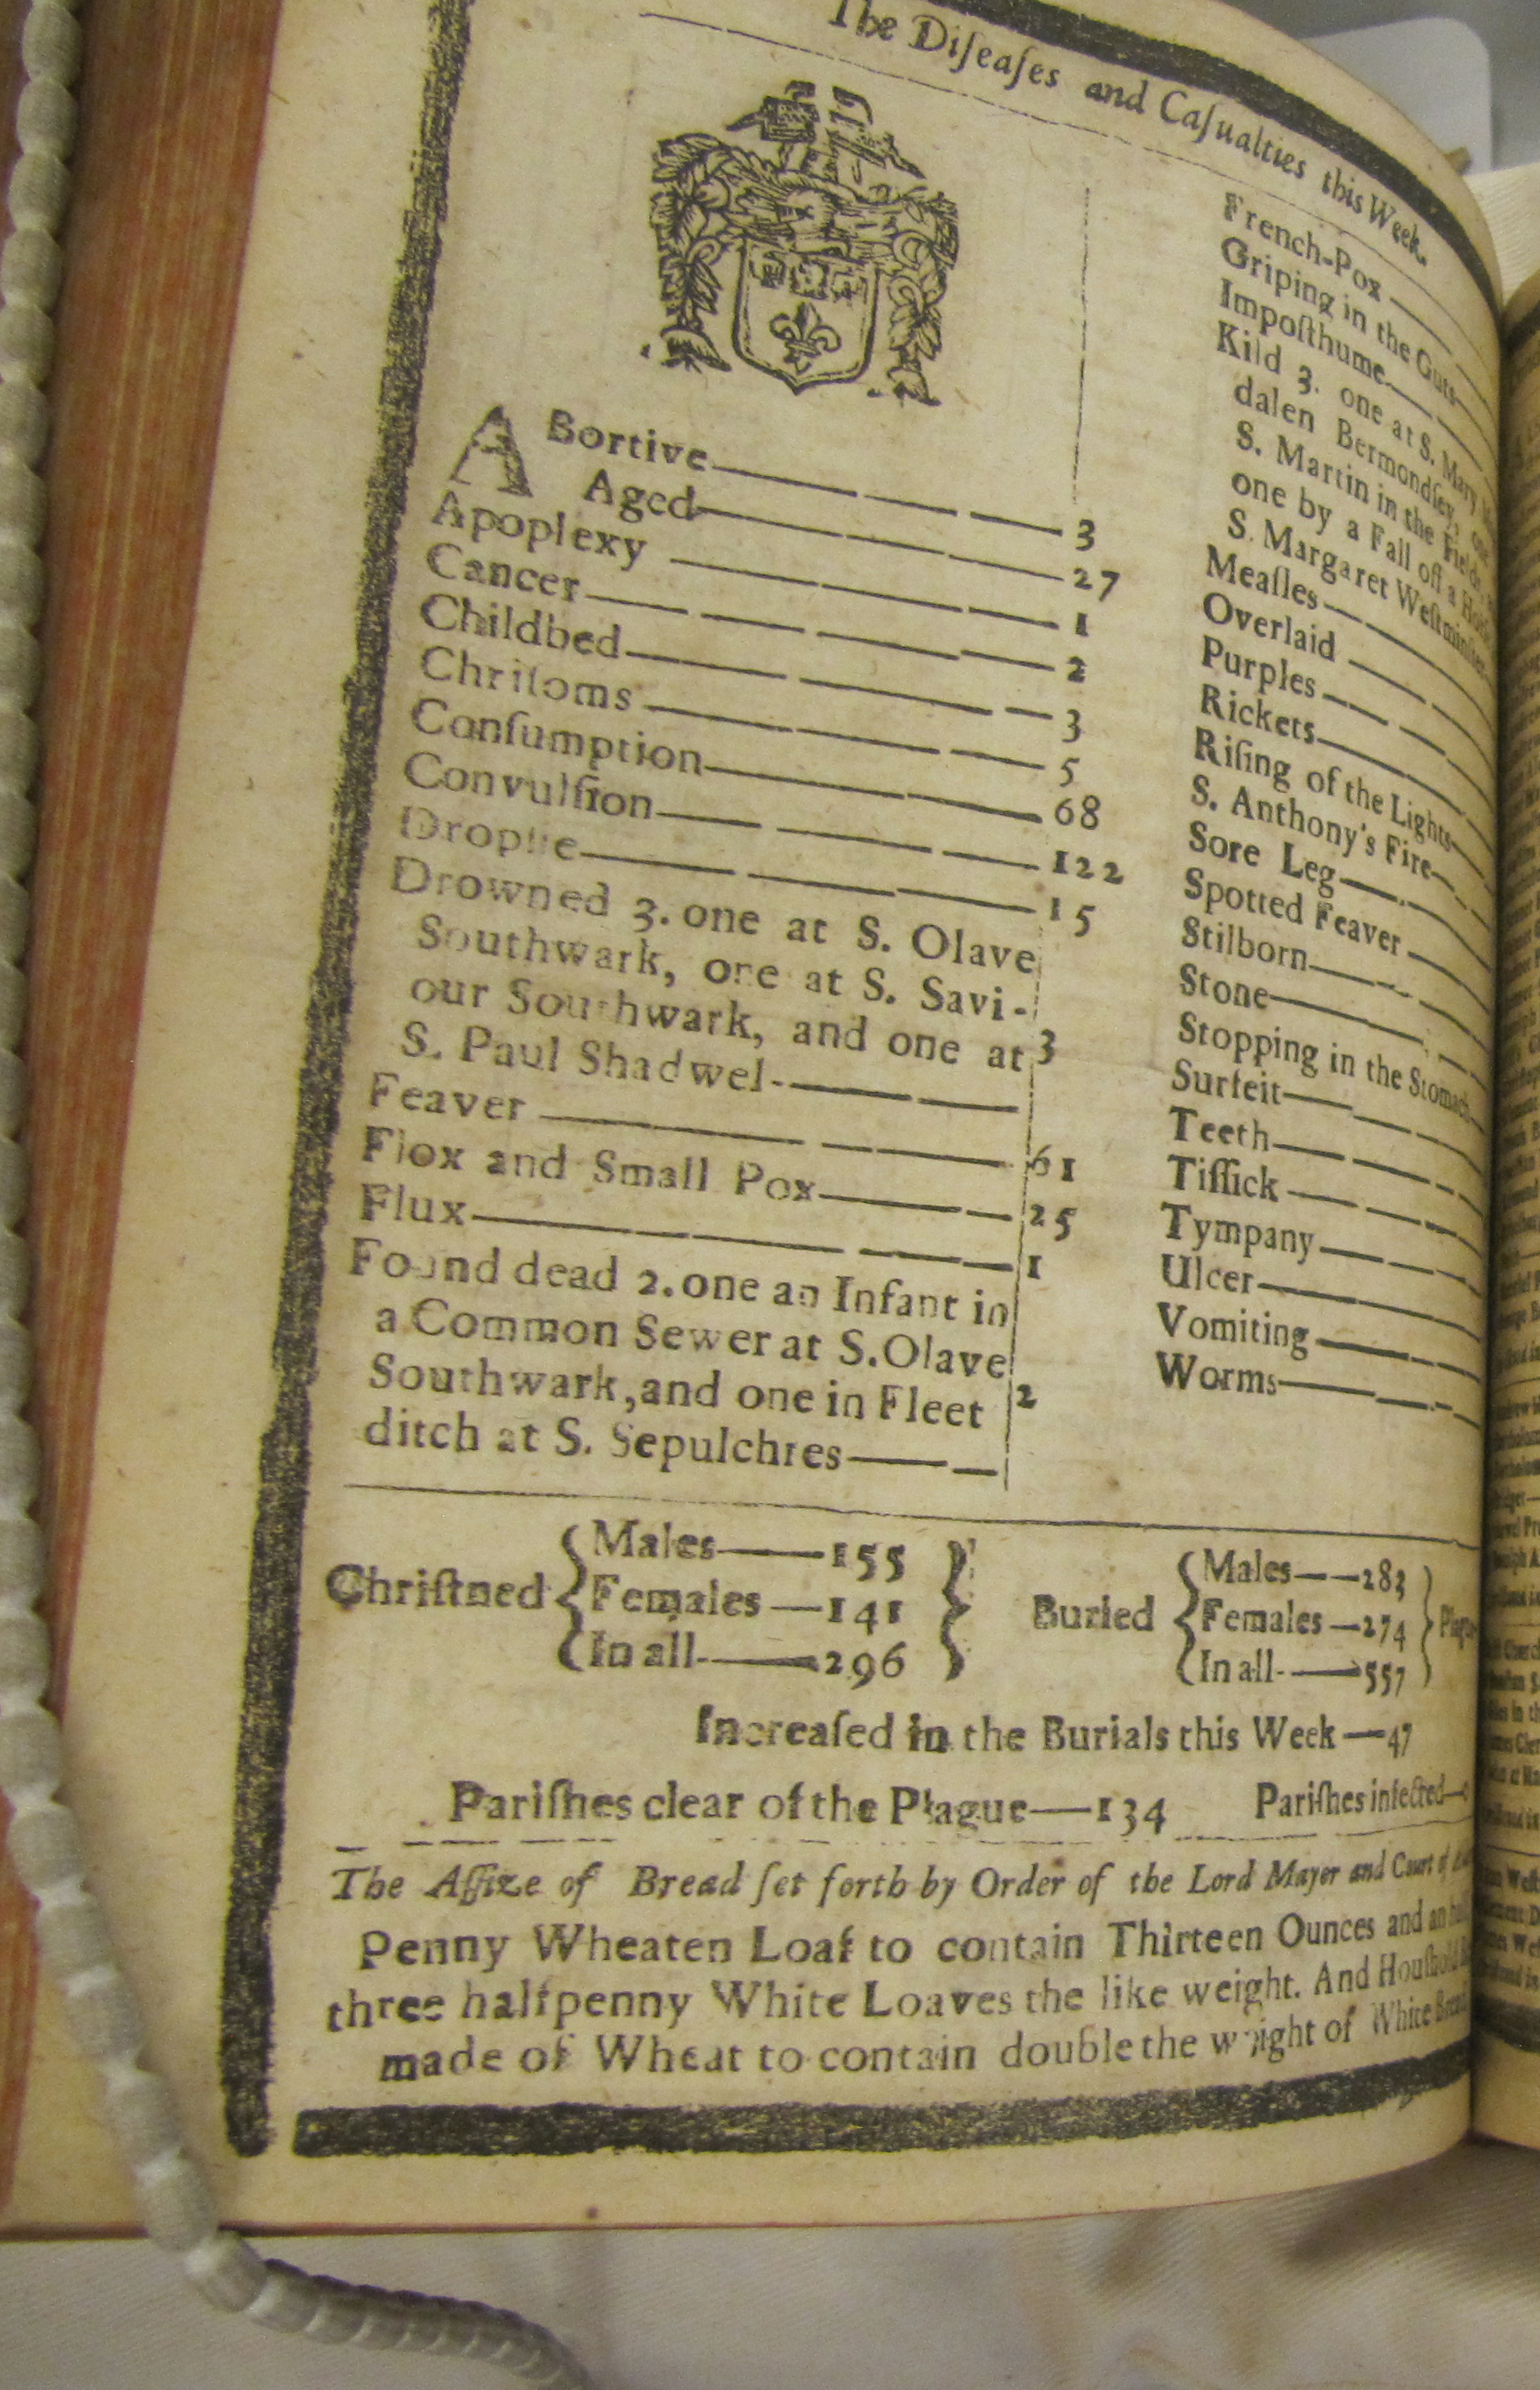 The Diſeaſes and Caſualties this Week.
ABortive 3
Aged 27
Apoplexy 1
Cancer 2
Childbed 3
Chriſoms 5
Conſumption 68
Convulſion 122
Dropſie 15
Drowned 3. one at S. Olave
Southwark, one at S. Savi-
our Southwark, and one at 3
S. Paul Shadwel
Feaver 61
Flox and Small Pox 25
Flux 1
Found dead 2. one an Infant in
a Common Sewer at S. Olave
Southwark, and one in Fleet 2
ditch at S. Sepulchres
French-Pox
Griping in the Guts
Impoſthume
Kild 3. one at S. Mary
dalen Bermondſey, one
S. Martin in the Fields,
one by a Fall off a Horſe
S. Margaret Weſtminſter
Meaſles
Overlaid
Purples
Rickets
Riſing of the Lights
S. Anthony's Fire
Sore Leg
Spotted Feaver
Stilborn
Stone
Stopping in the Stomach
Surfeit
Teeth
Tiſſick
Tympany
Ulcer
Vomiting
Worms
Chriſtned
Males 155
Females 141
In all 296
Buried
Males 283
Females 274
In all 557
Increaſed in the Burials this Week 47
Pariſhes clear of the Plague 134 Pariſhes infected
The Aſſize of Bread ſet forth by Order of the Lord Mayor and Court of
Penny Wheaten Loaf to contain Thirteen Ounces and an
three halfpenny White Loaves the like weight. And Houſhold
made of Wheat to contain double the weight of White